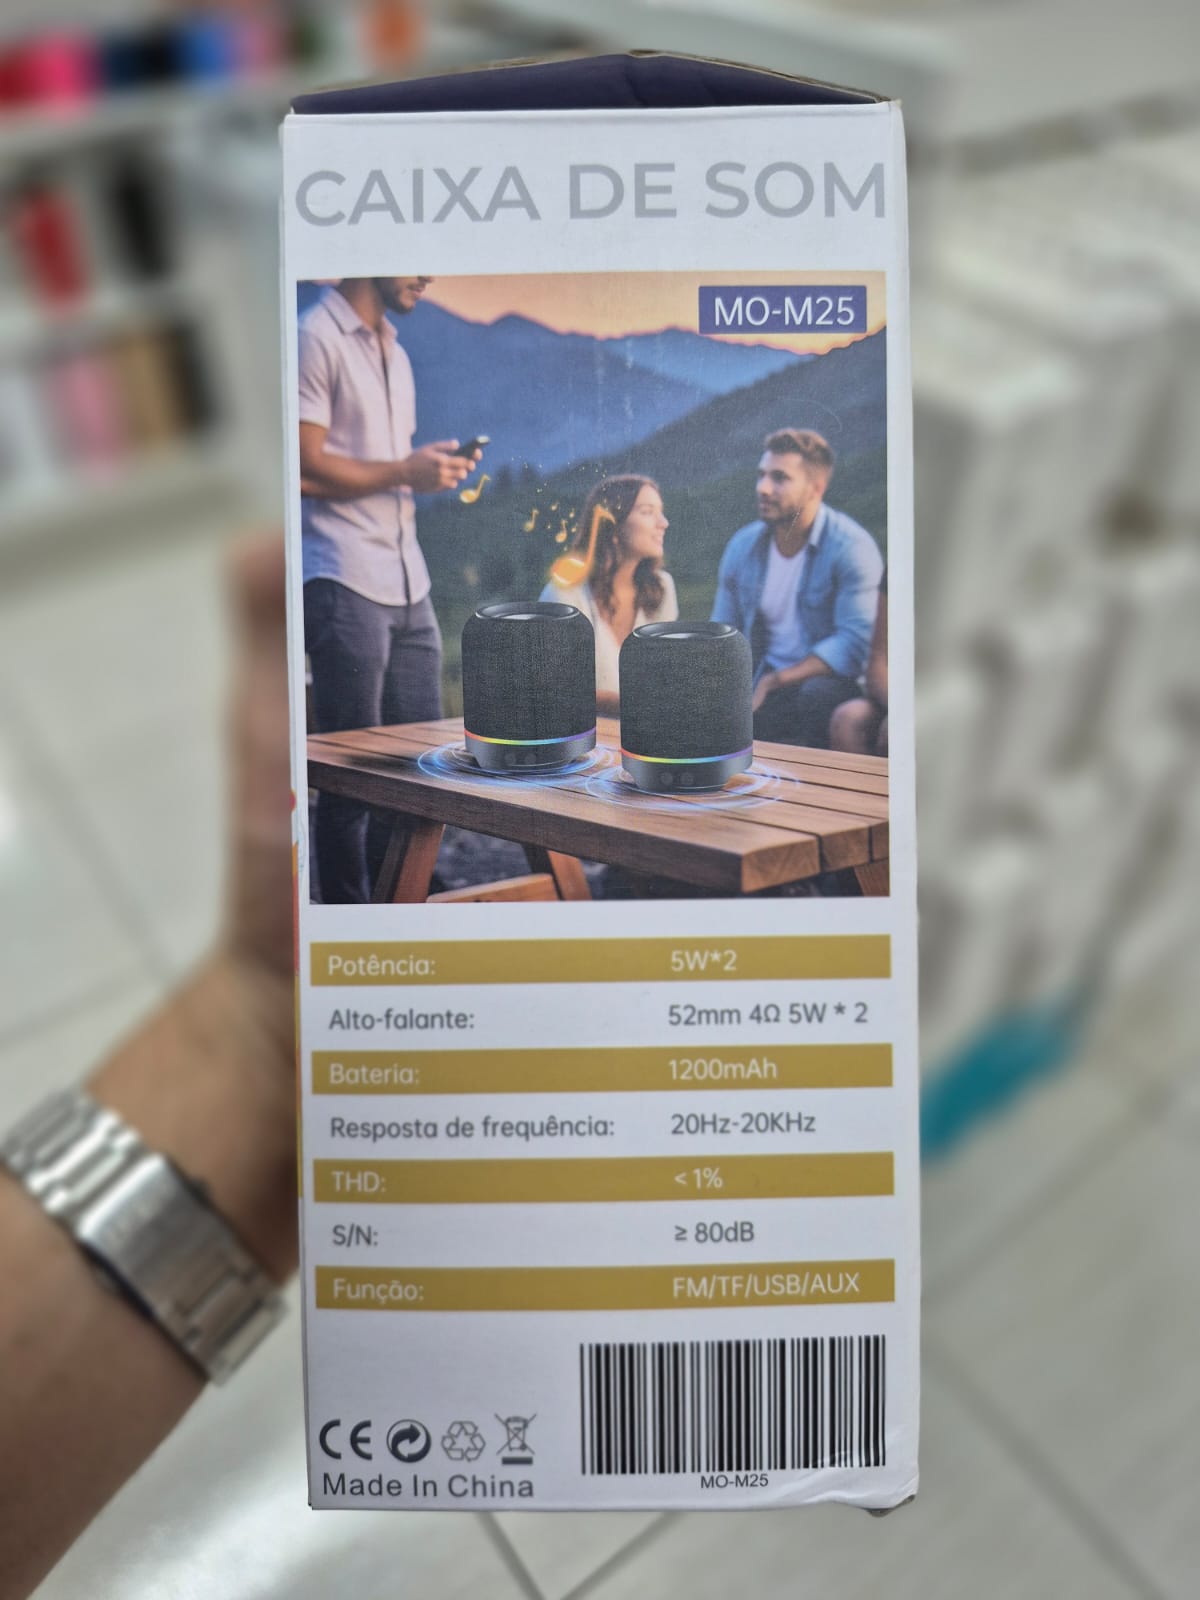 CAIXA DE SOM
MO-M25
Potência: 5W*2
Alto-falante: 52mm 4Ω 5W * 2
Bateria: 1200mAh
Resposta de frequência: 20Hz-20KHz
THD: < 1%
S/N: ≥ 80dB
Função: FM/TF/USB/AUX
CE
Made In China
MO-M25